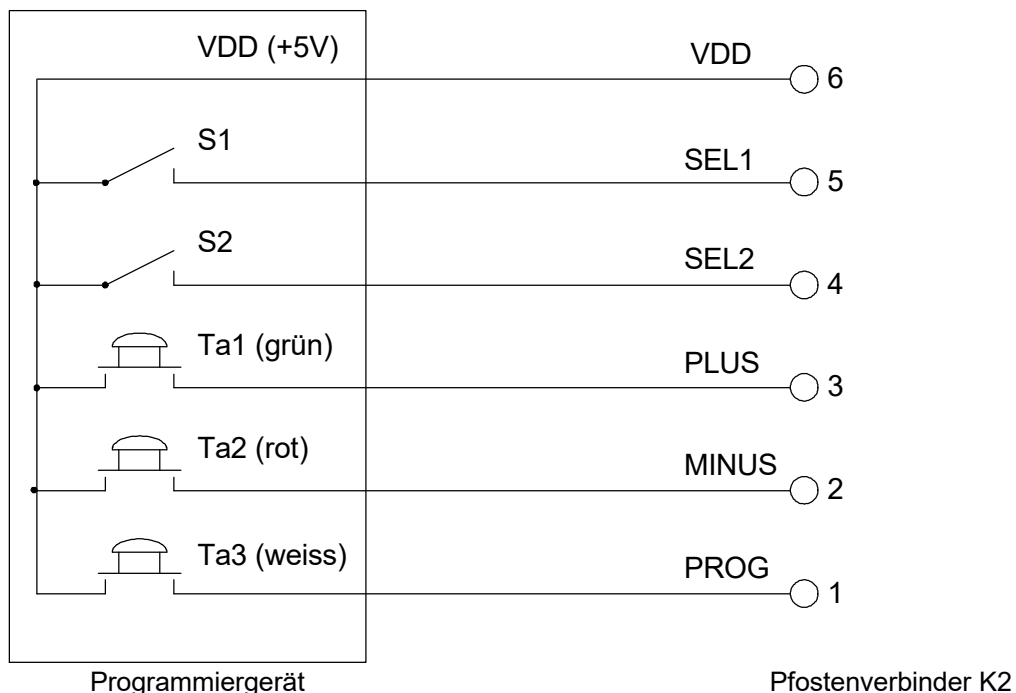 VDD (+5V) VDD
6
S1 SEL1
5
S2 SEL2
4
Ta1 (grün) PLUS
3
Ta2 (rot) MINUS
2
Ta3 (weiss) PROG
1
Programmiergerät Pfostenverbinder K2